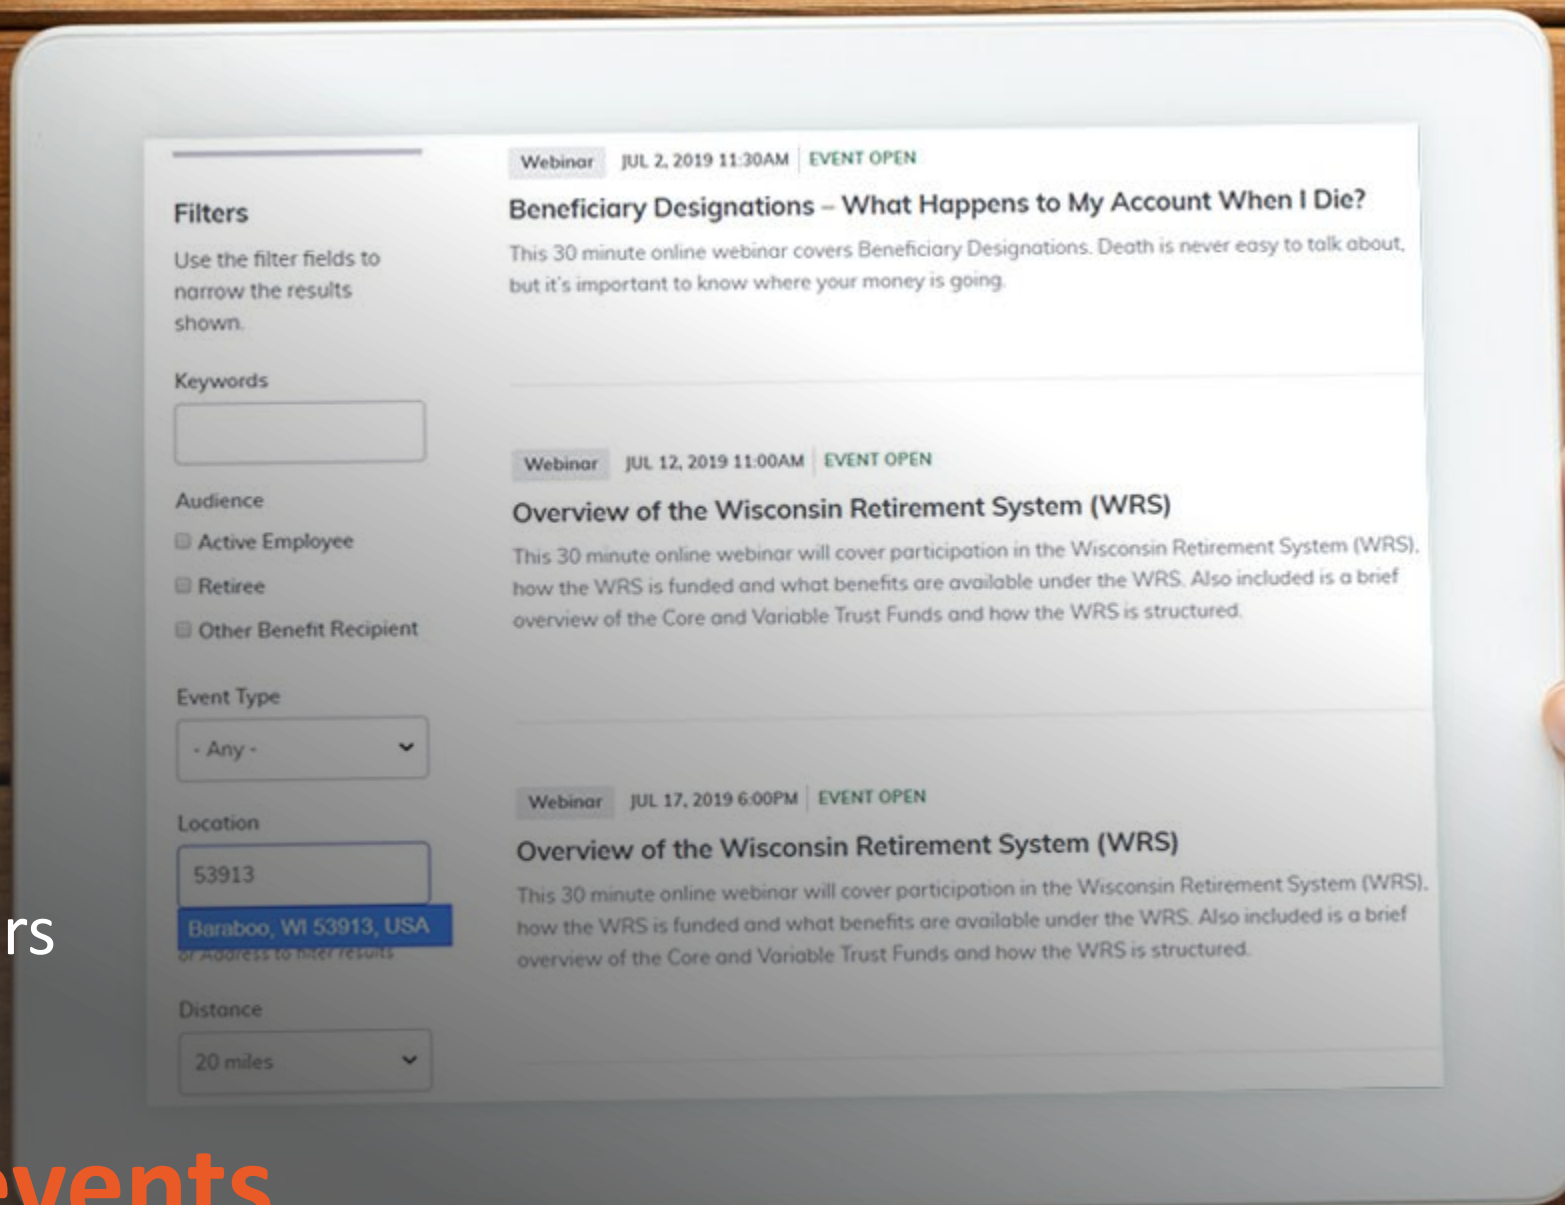 Filters
Use the filter fields to
narrow the results
shown.
Keywords
Audience
Active Employee
Retiree
Other Benefit Recipient
Event Type
- Any -
Location
53913
Baraboo, WI 53913, USA
or Address to filter results
Distance
20 miles
Webinar JUL 2, 2019 11:30AM EVENT OPEN
Beneficiary Designations – What Happens to My Account When I Die?
This 30 minute online webinar covers Beneficiary Designations. Death is never easy to talk about,
but it's important to know where your money is going.
Webinar JUL 12, 2019 11:00AM EVENT OPEN
Overview of the Wisconsin Retirement System (WRS)
This 30 minute online webinar will cover participation in the Wisconsin Retirement System (WRS),
how the WRS is funded and what benefits are available under the WRS. Also included is a brief
overview of the Core and Variable Trust Funds and how the WRS is structured.
Webinar JUL 17, 2019 6:00PM EVENT OPEN
Overview of the Wisconsin Retirement System (WRS)
This 30 minute online webinar will cover participation in the Wisconsin Retirement System (WRS),
how the WRS is funded and what benefits are available under the WRS. Also included is a brief
overview of the Core and Variable Trust Funds and how the WRS is structured.
rs
events